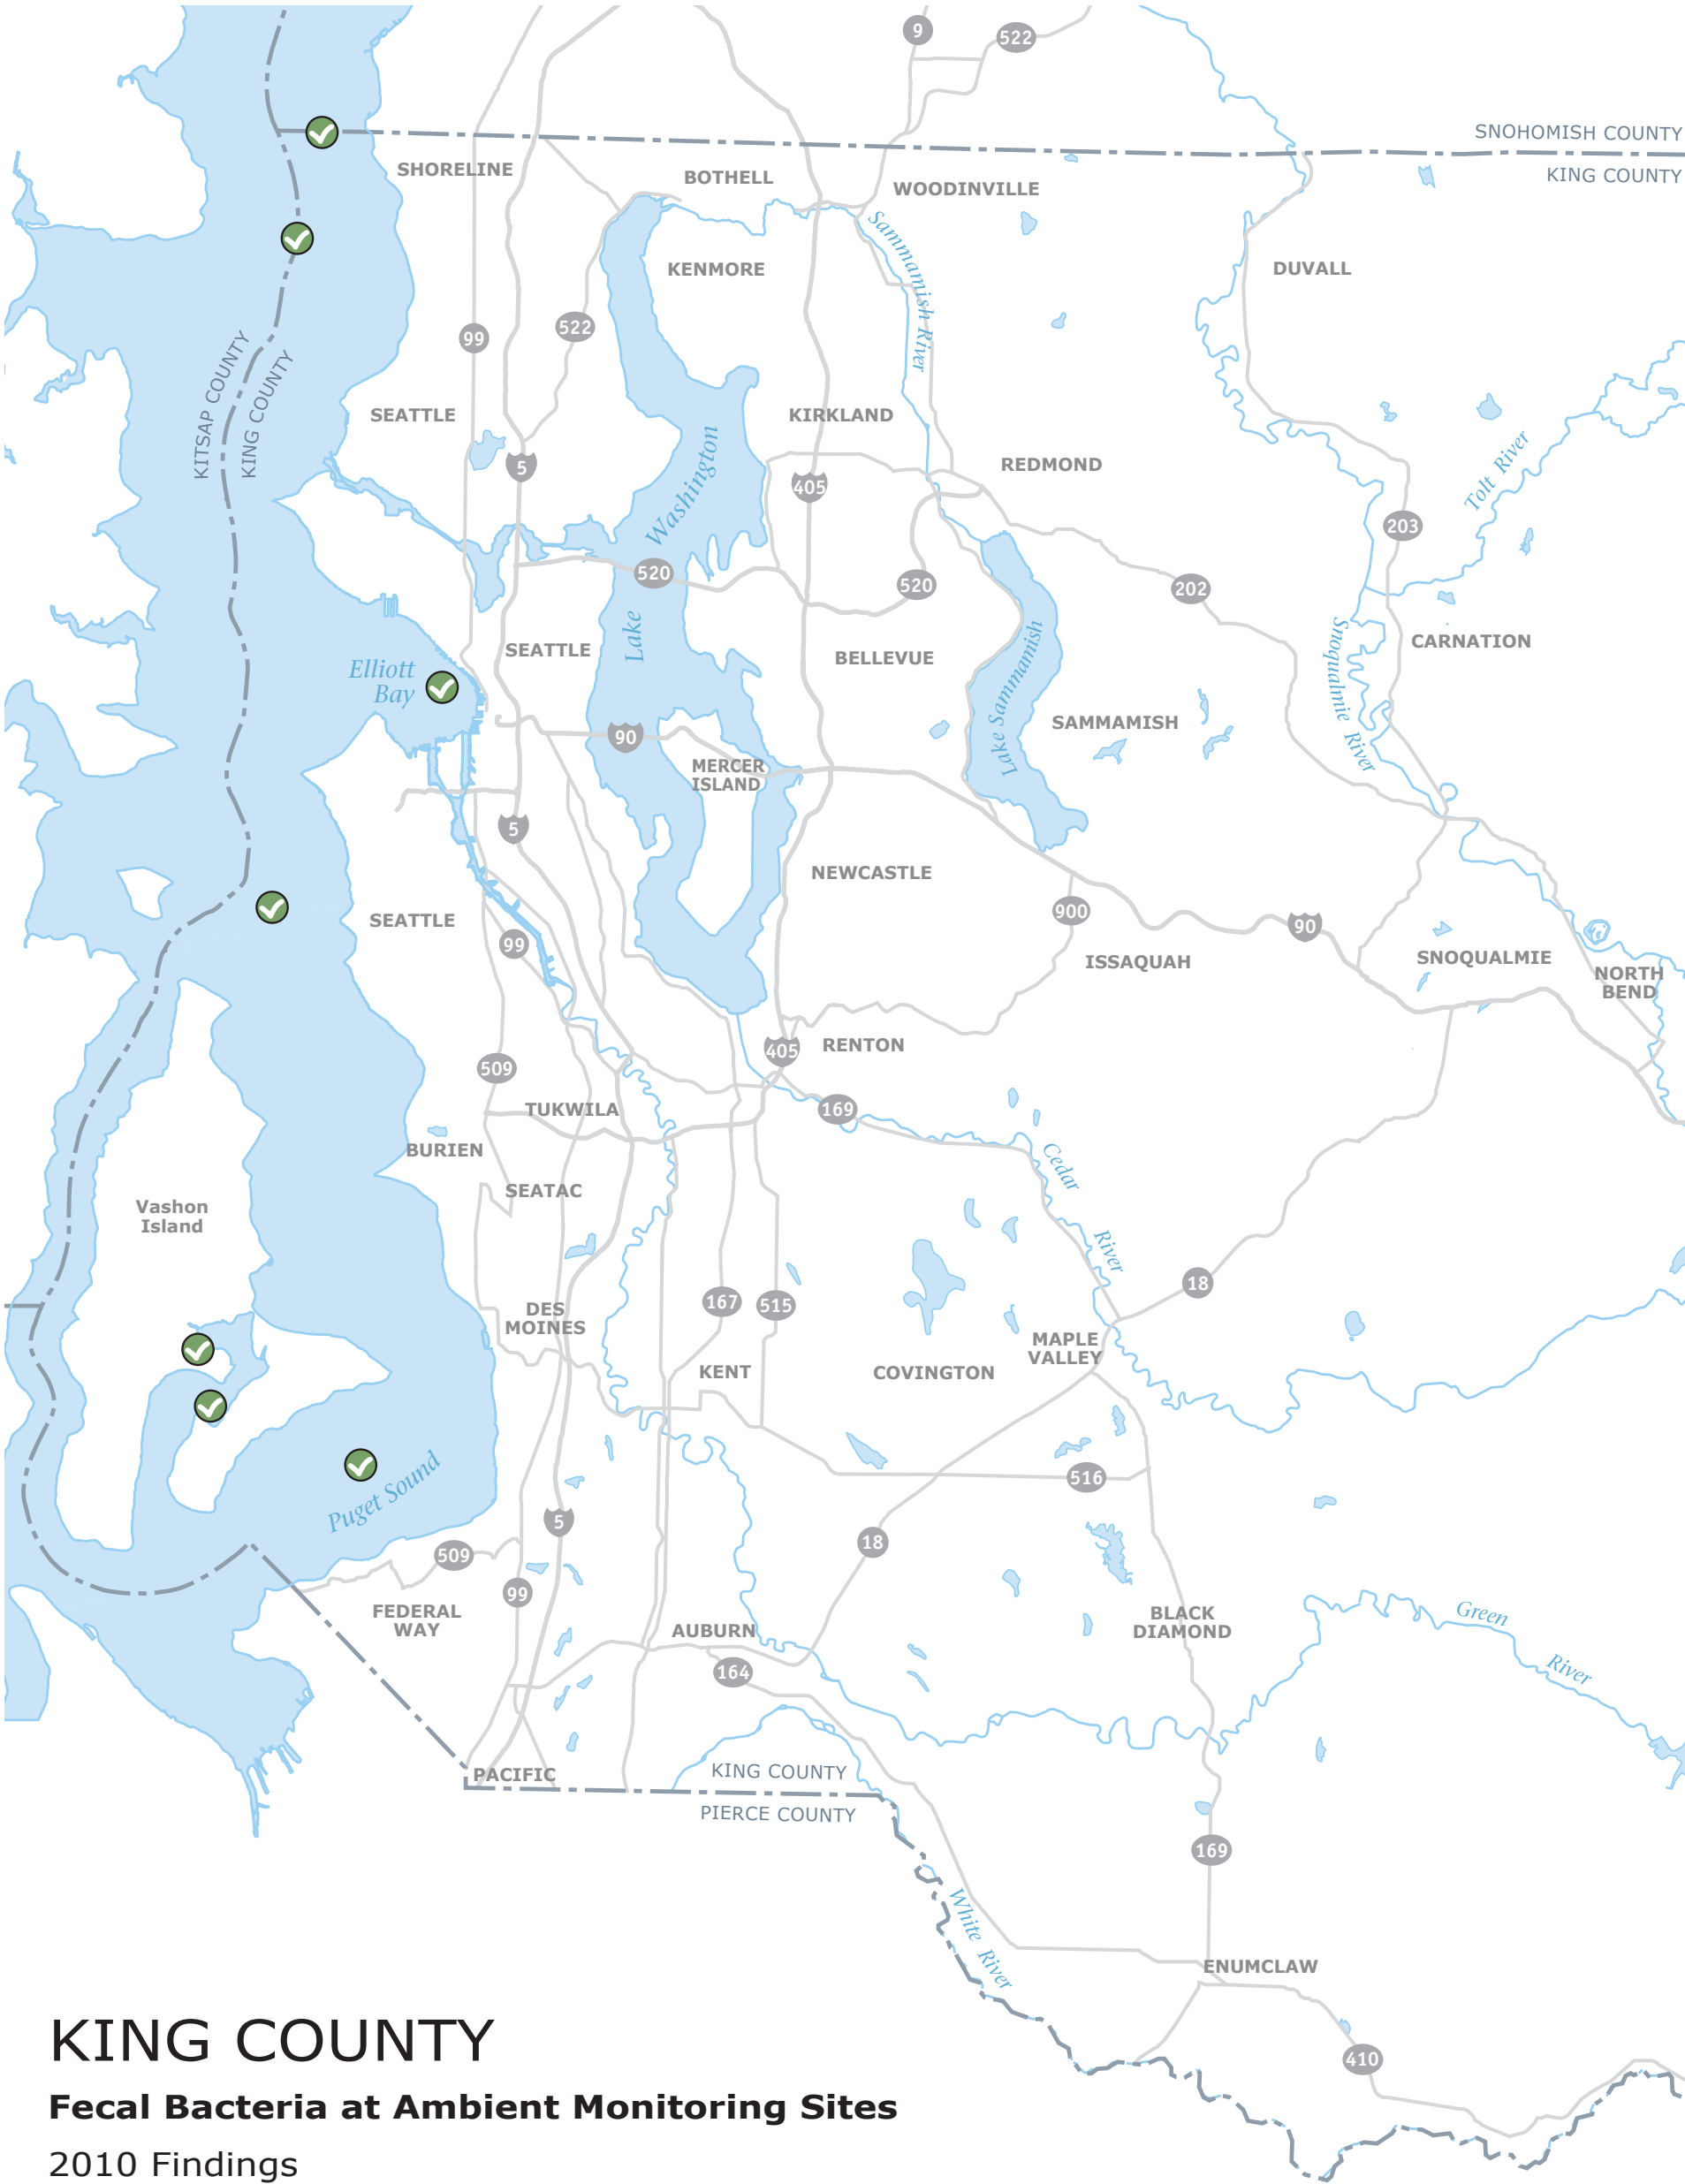 9
522
SNOHOMISH COUNTY
KING COUNTY
SHORELINE
BOTHELL
WOODINVILLE
Sammamish River
KENMORE
DUVALL
99
522
KITSAP COUNTY
KING COUNTY
SEATTLE
KIRKLAND
5
405
REDMOND
Lake Washington
Tolt River
203
520
520
202
Elliott
Bay
SEATTLE
BELLEVUE
Lake Sammamish
Snoqualmie River
CARNATION
SAMMAMISH
90
MERCER
ISLAND
5
NEWCASTLE
SEATTLE
99
900
90
ISSAQUAH
SNOQUALMIE
NORTH
BEND
405
RENTON
509
TUKWILA
169
BURIEN
Cedar
River
SEATAC
Vashon
Island
18
167
515
DES
MOINES
MAPLE
VALLEY
KENT
COVINGTON
Puget Sound
516
5
18
509
99
FEDERAL
WAY
AUBURN
BLACK
DIAMOND
Green
River
164
PACIFIC
KING COUNTY
PIERCE COUNTY
169
White River
ENUMCLAW
410
KING COUNTY
Fecal Bacteria at Ambient Monitoring Sites
2010 Findings